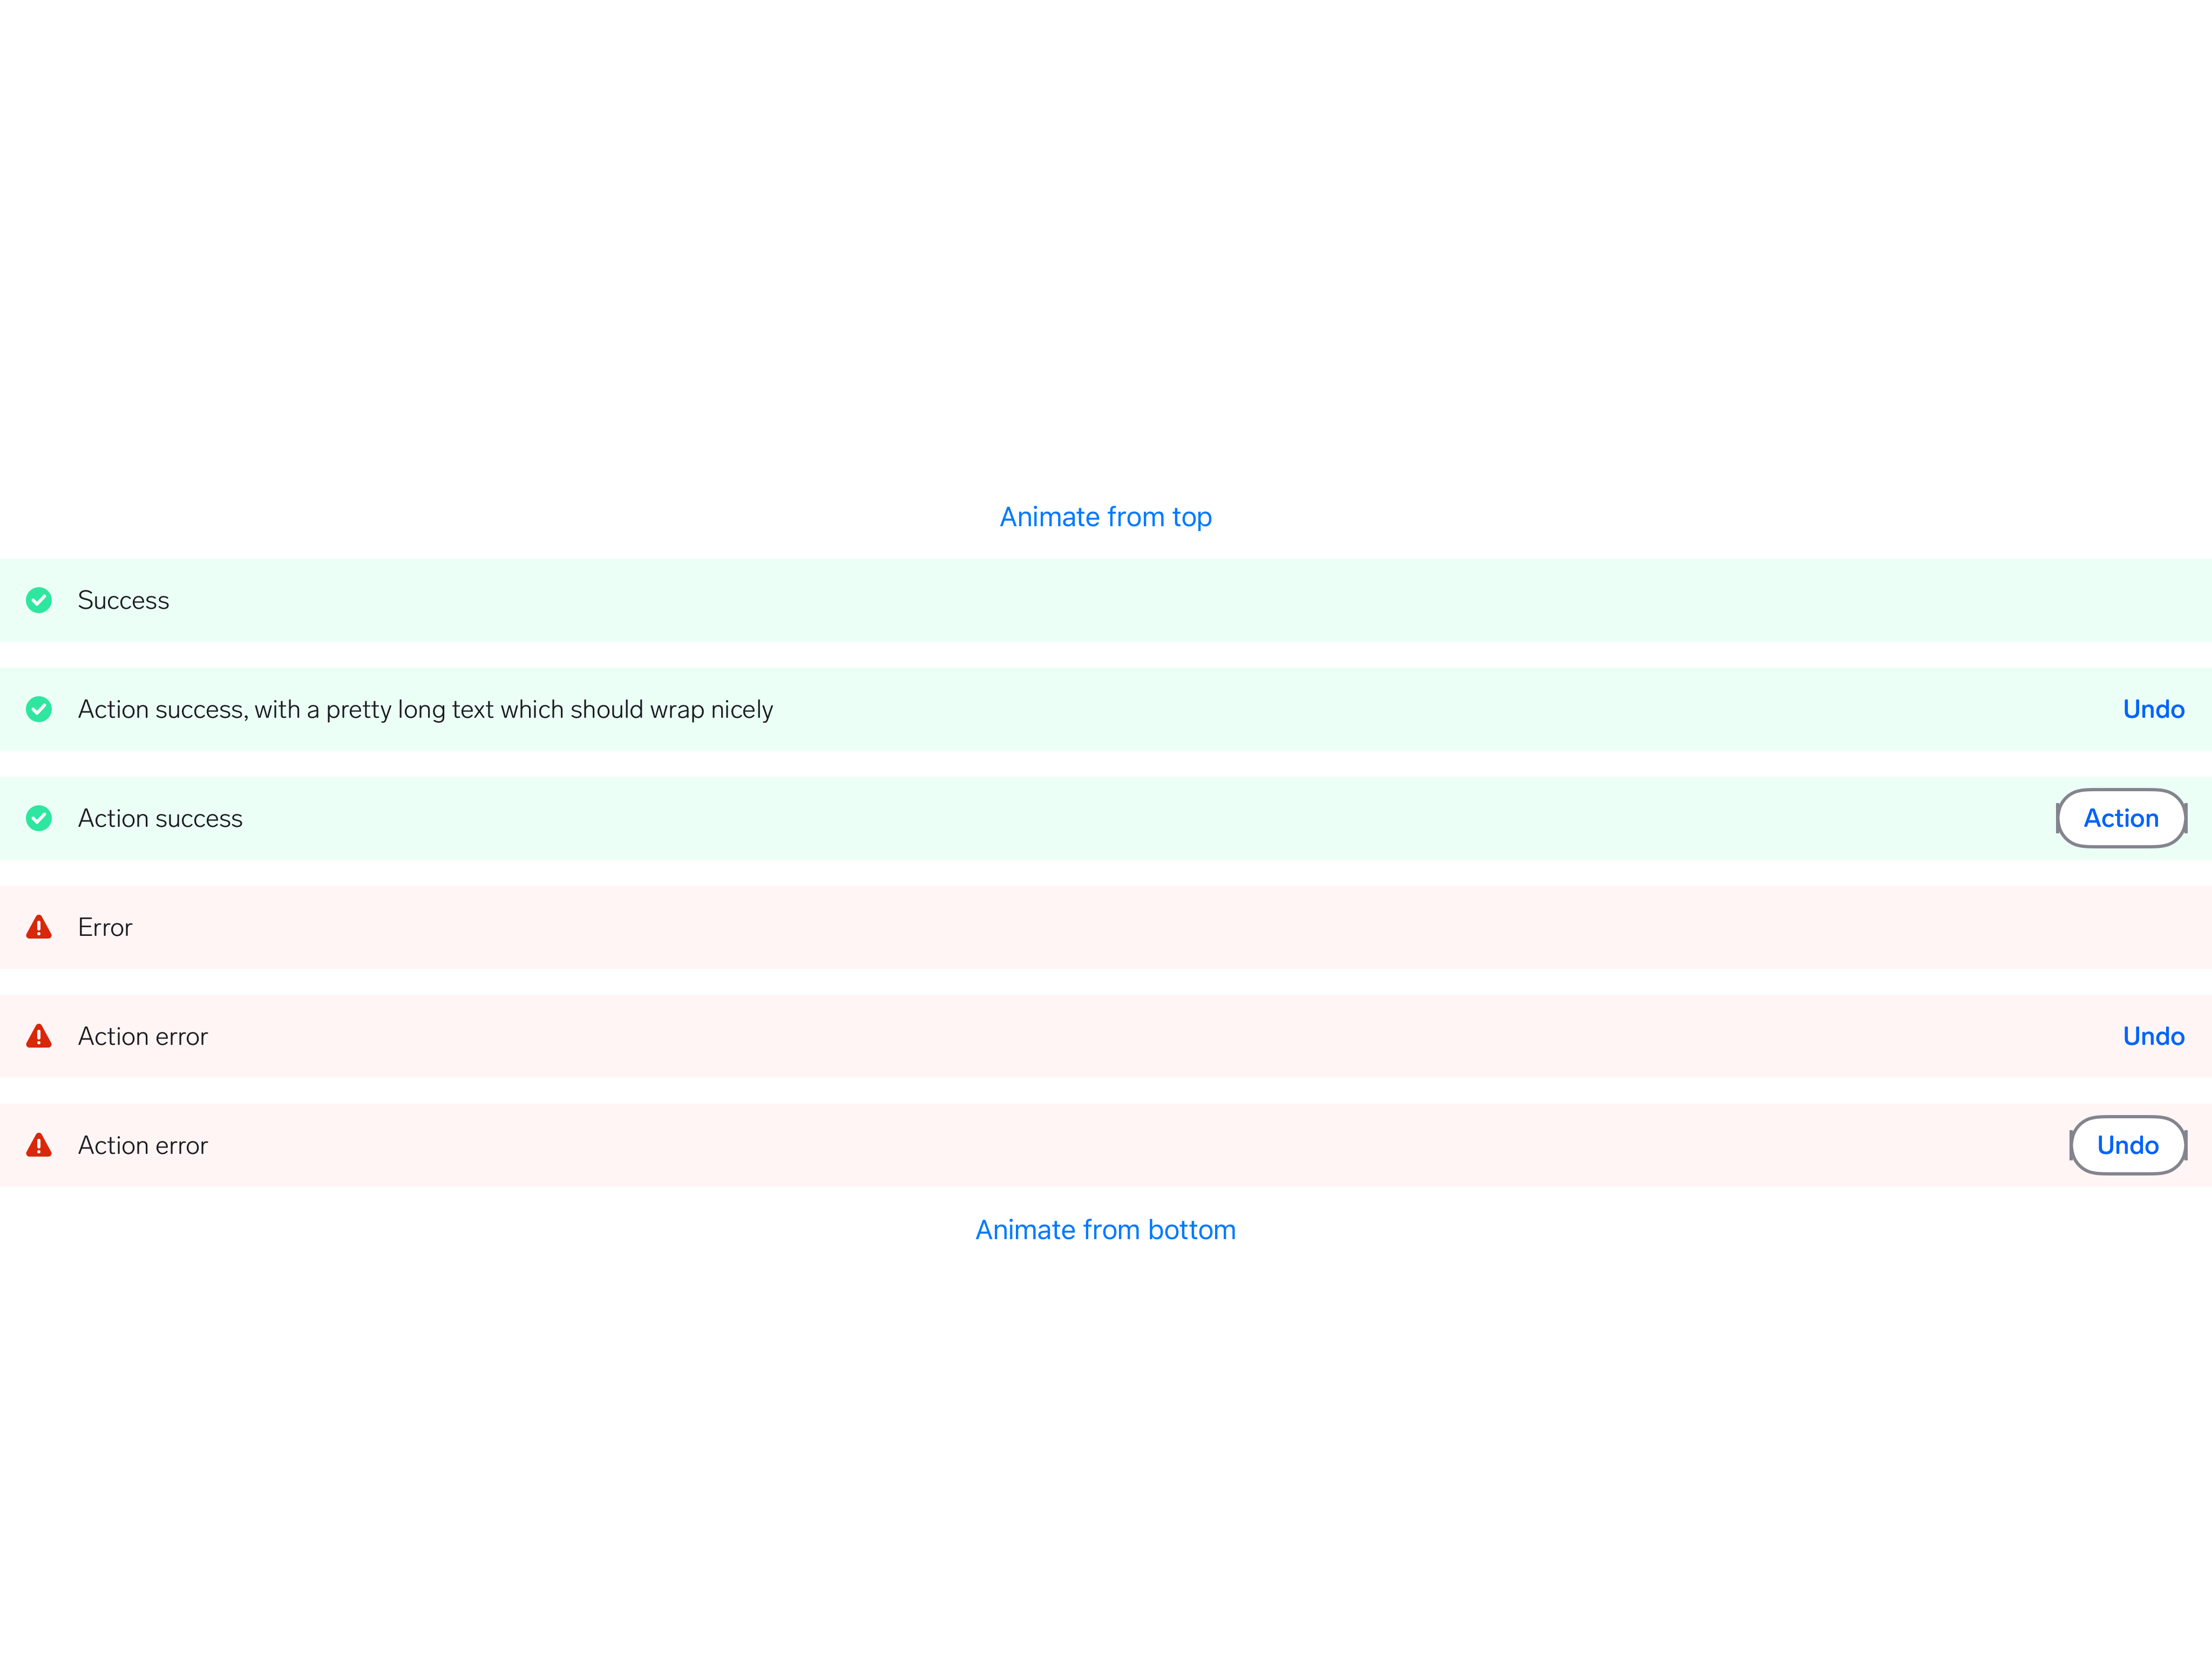 Animate from top
Success
Action success, with a pretty long text which should wrap nicely
Undo
Action success
Action
Error
Action error
Undo
Action error
Undo
Animate from bottom